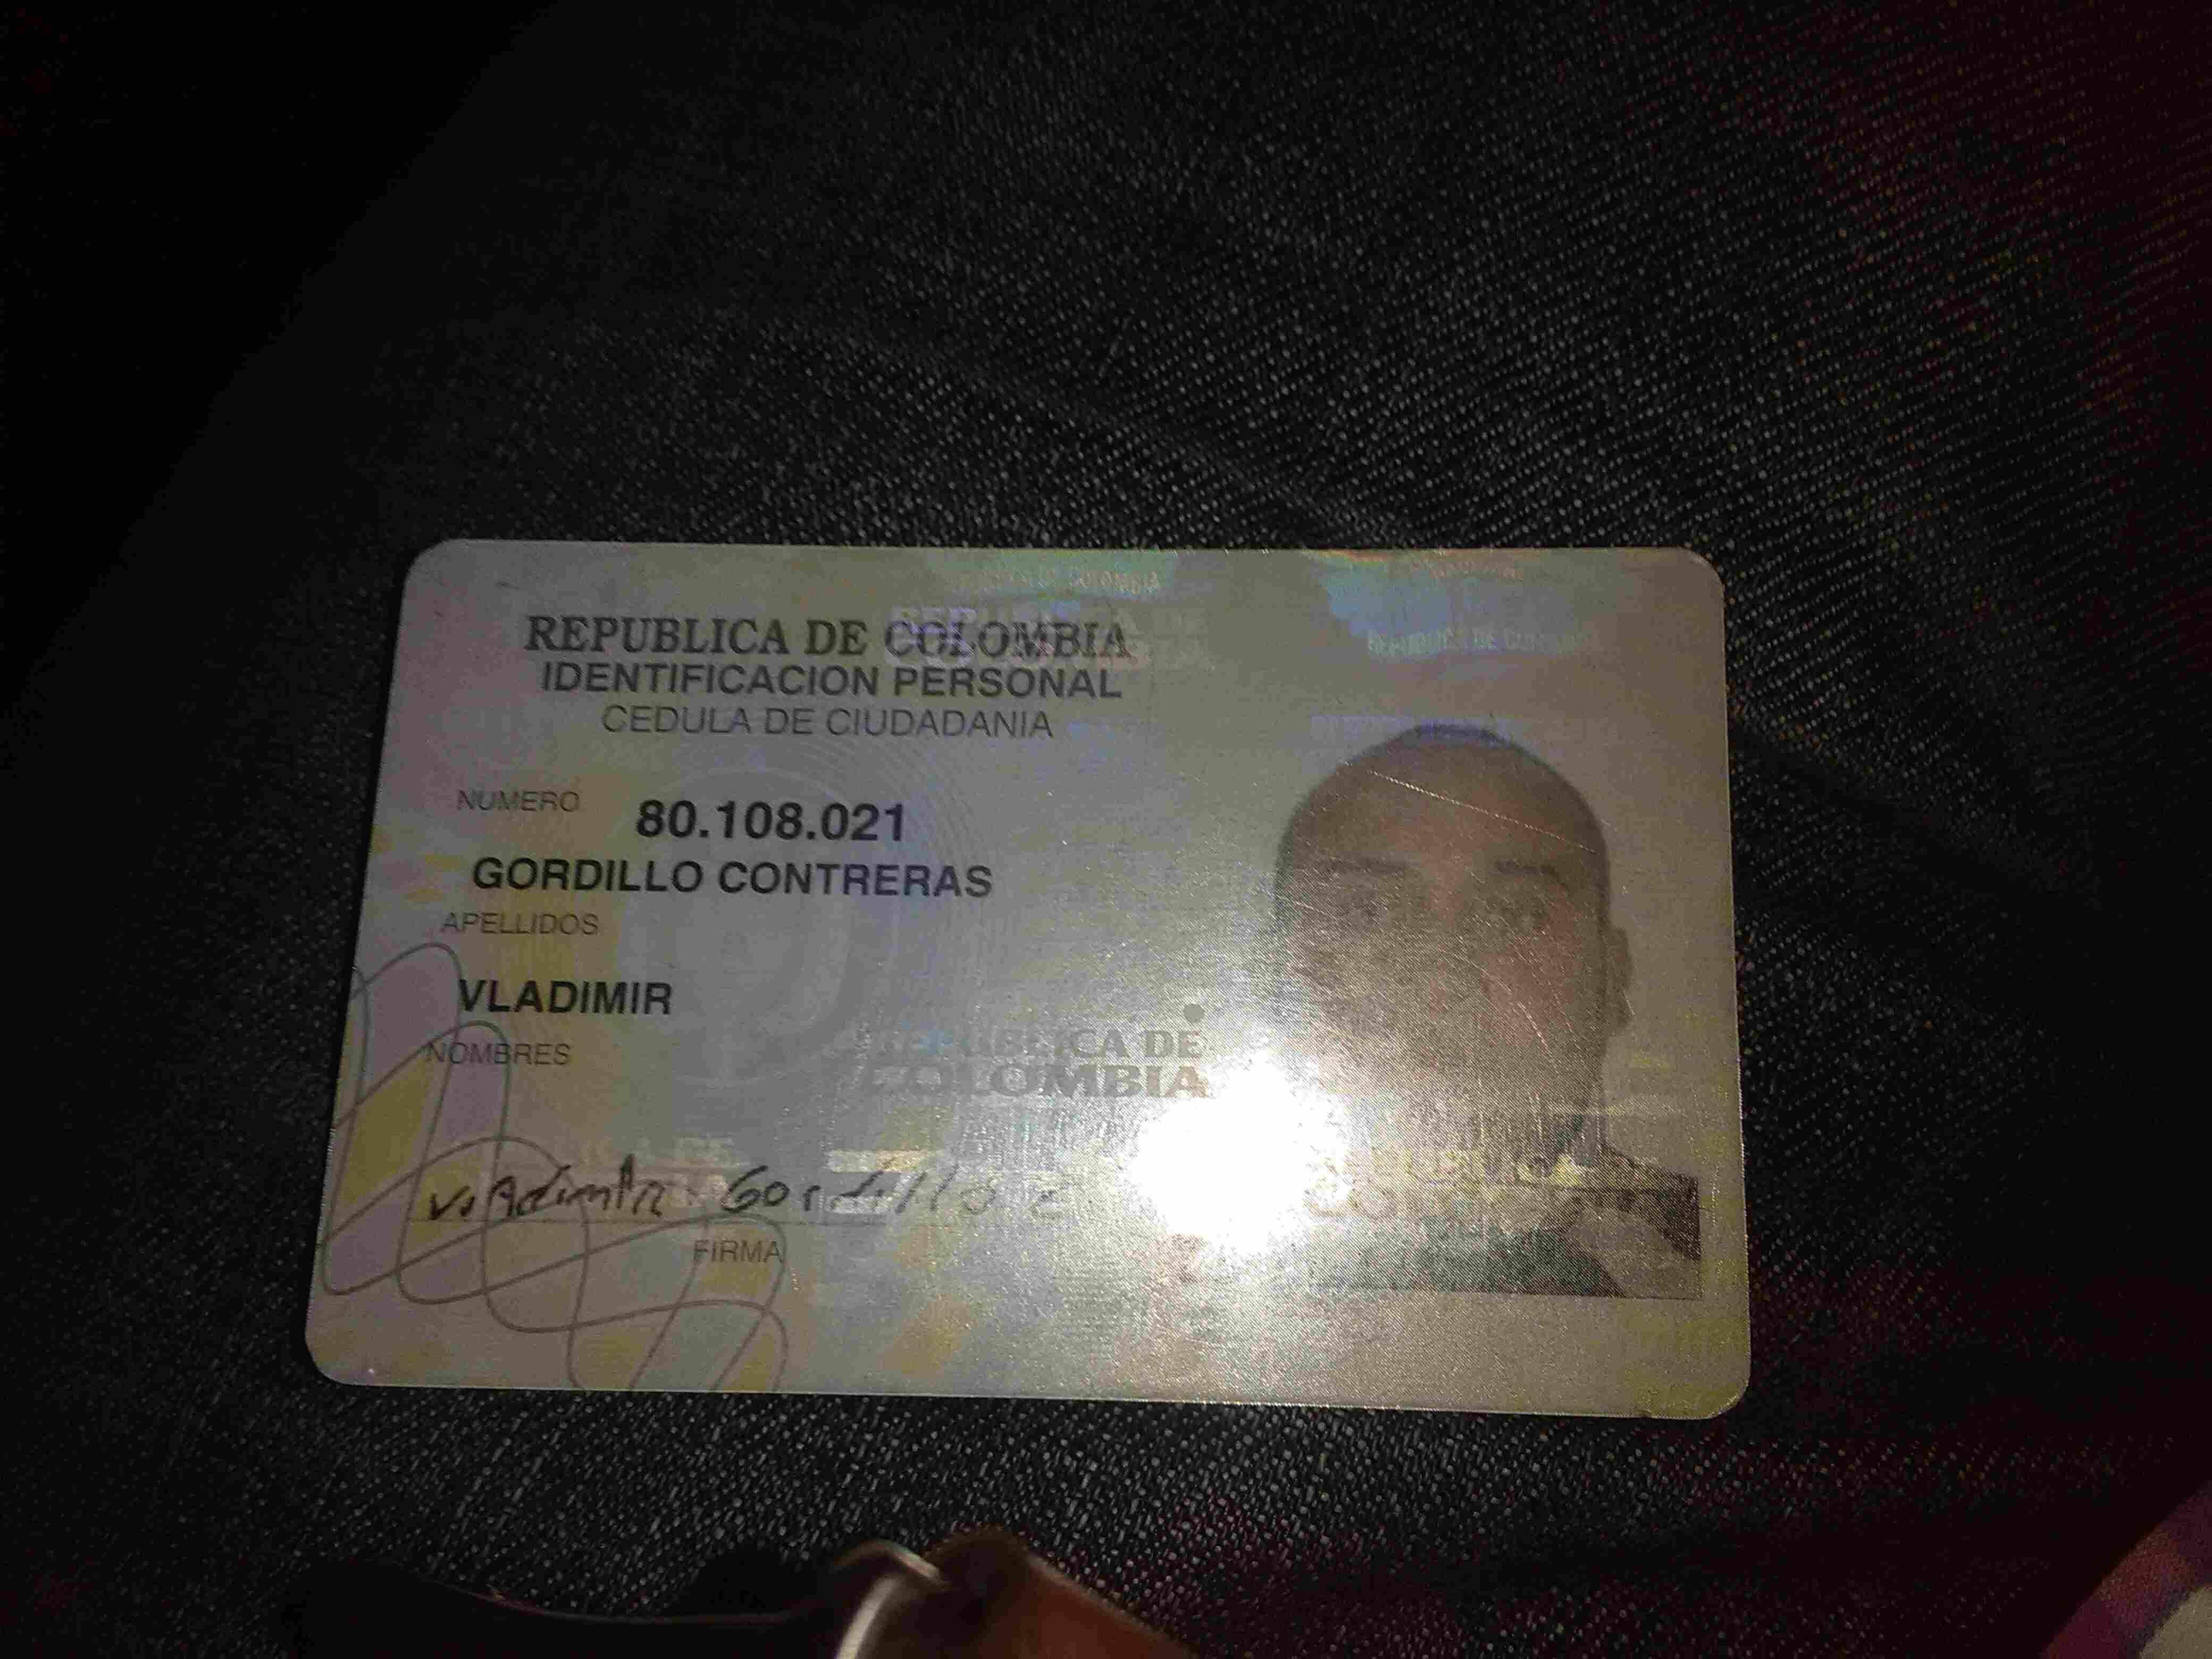 REPUBLICA DE COLOMBIA
IDENTIFICACION PERSONAL
CEDULA DE CIUDADANIA
NUMERO 80.108.021
GORDILLO CONTRERAS
APELLIDOS
VLADIMIR
NOMBRES
REPUBLICA DE
COLOMBIA
Vladimir Gordillo C
FIRMA